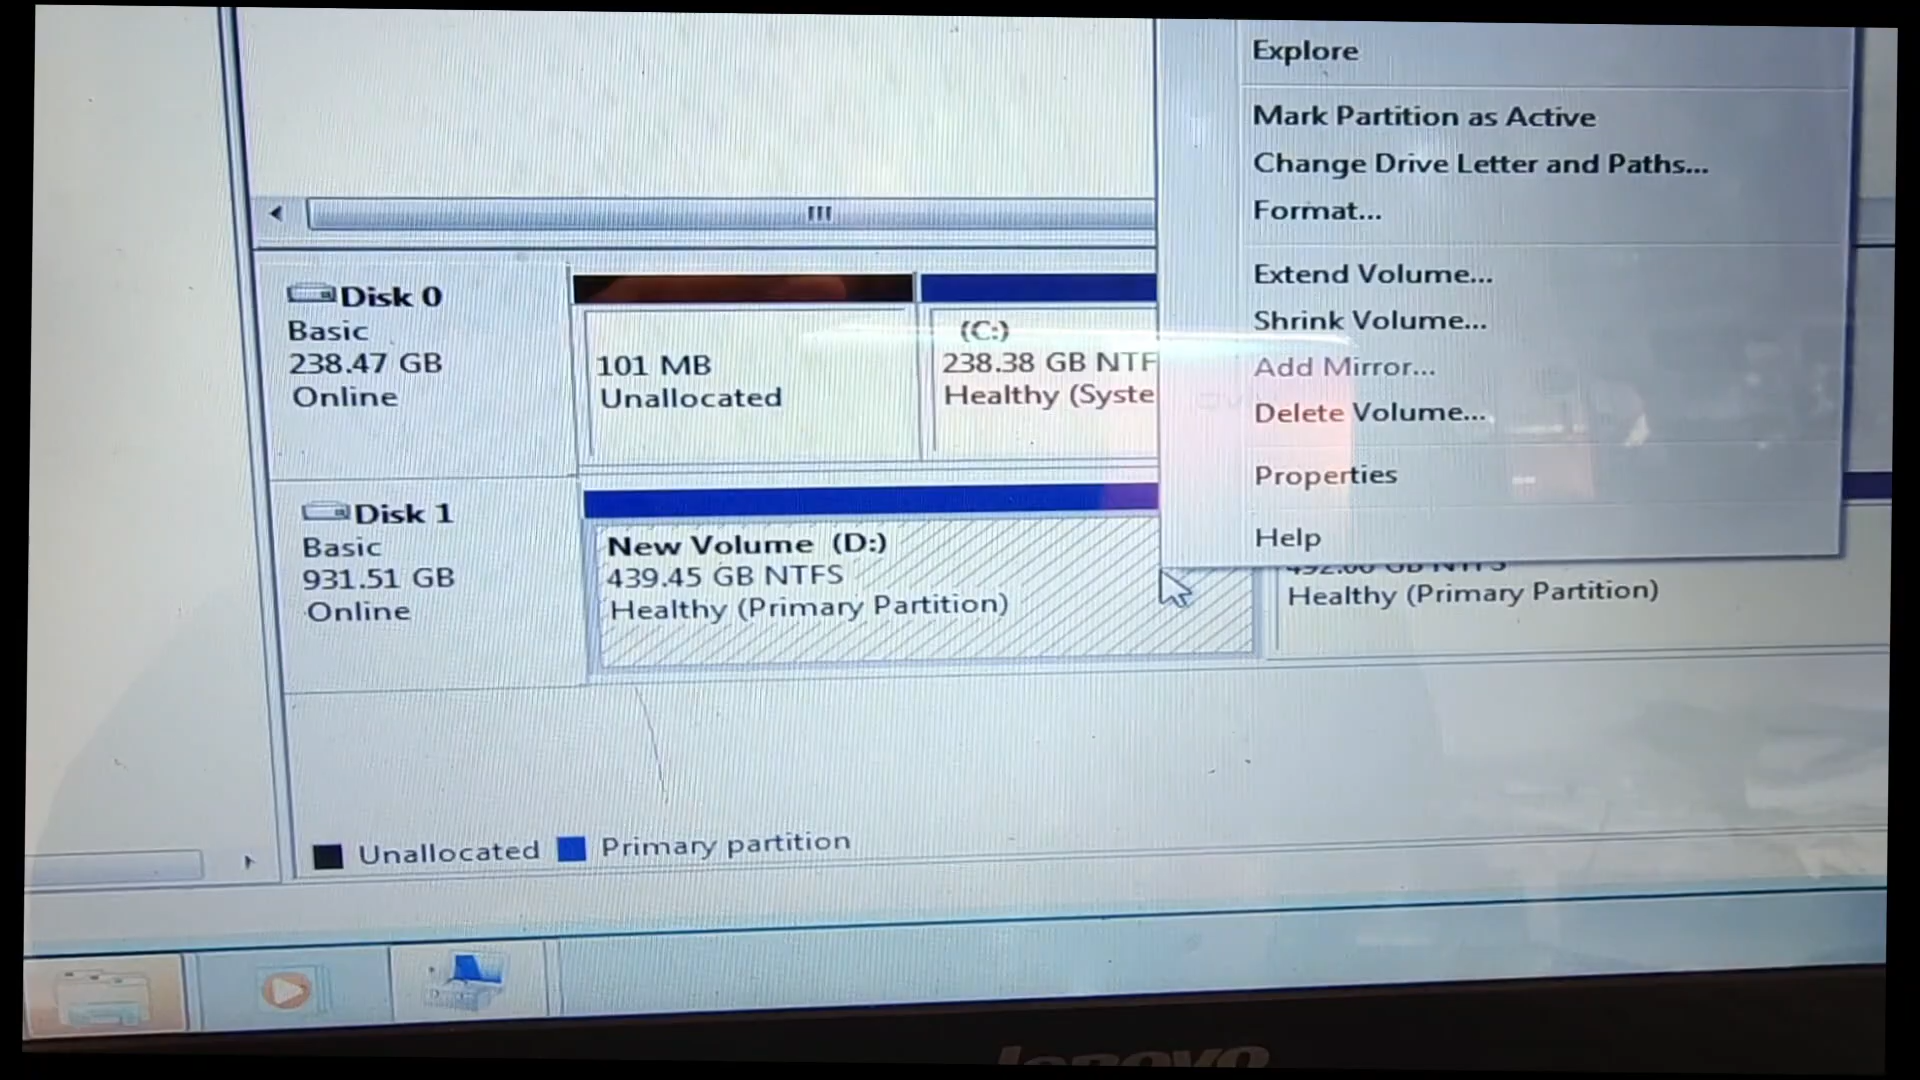 Explore
Mark Partition as Active
Change Drive Letter and Paths...
Format...
Extend Volume...
Shrink Volume...
Add Mirror...
Delete Volume...
Properties
Help
Disk 0
Basic
238.47 GB
Online
101 MB
Unallocated
(C:)
238.38 GB NTF
Healthy (Syste
Disk 1
Basic
931.51 GB
Online
New Volume (D:)
439.45 GB NTFS
Healthy (Primary Partition)
Healthy (Primary Partition)
Unallocated
Primary partition
lenovo